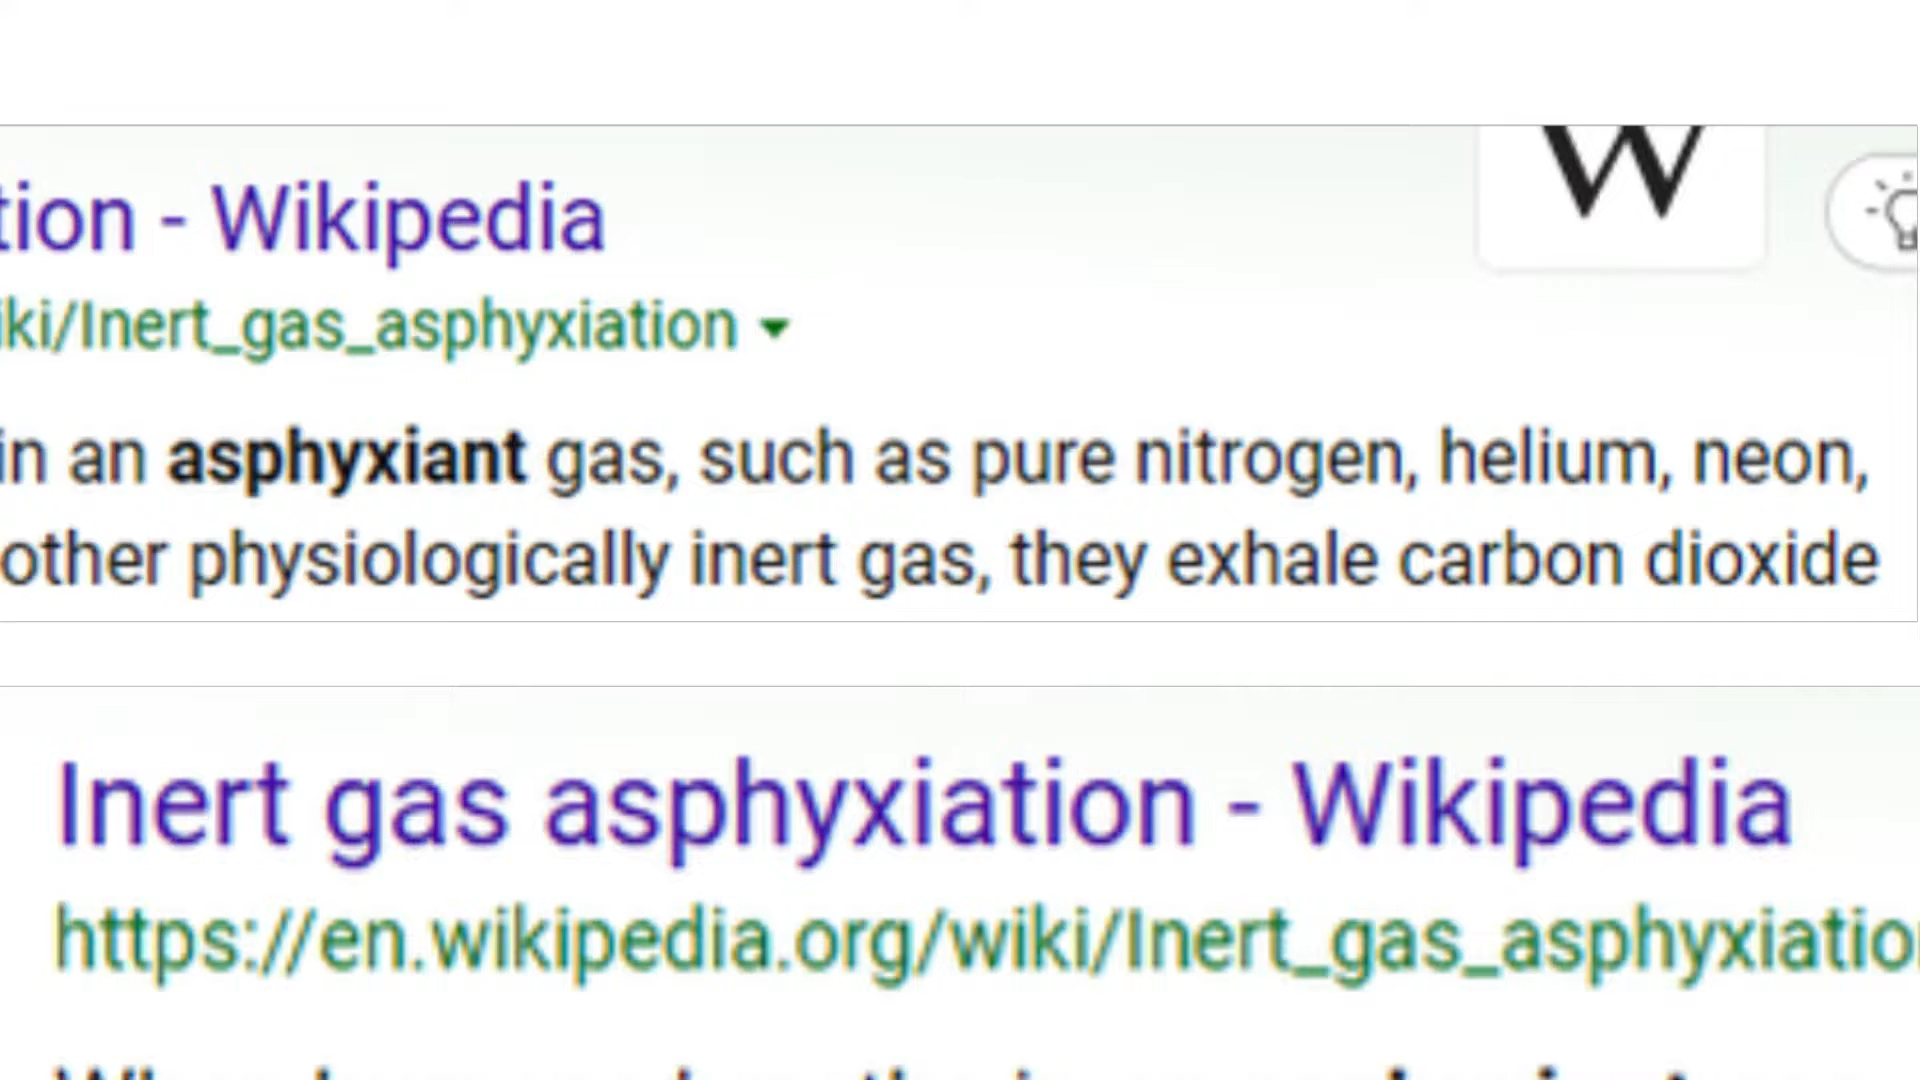 W
tion - Wikipedia
iki/Inert_gas_asphyxiation
in an asphyxiant gas, such as pure nitrogen, helium, neon,
other physiologically inert gas, they exhale carbon dioxide
Inert gas asphyxiation - Wikipedia
https://en.wikipedia.org/wiki/Inert_gas_asphyxiation